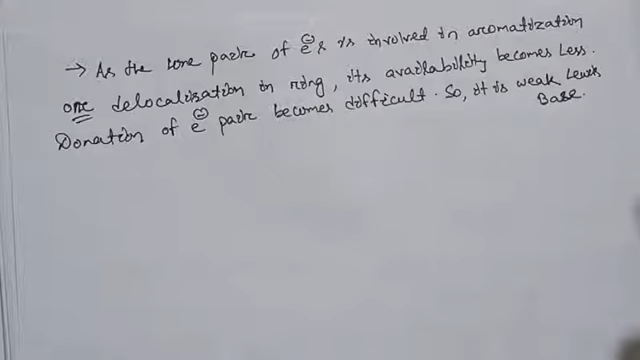 → As the lone pair of e⊖s is involved in aromatization
one delocalisation in ring, its availability becomes less.
Donation of e⊖ pair becomes difficult. So, it is weak Lewis
Base.